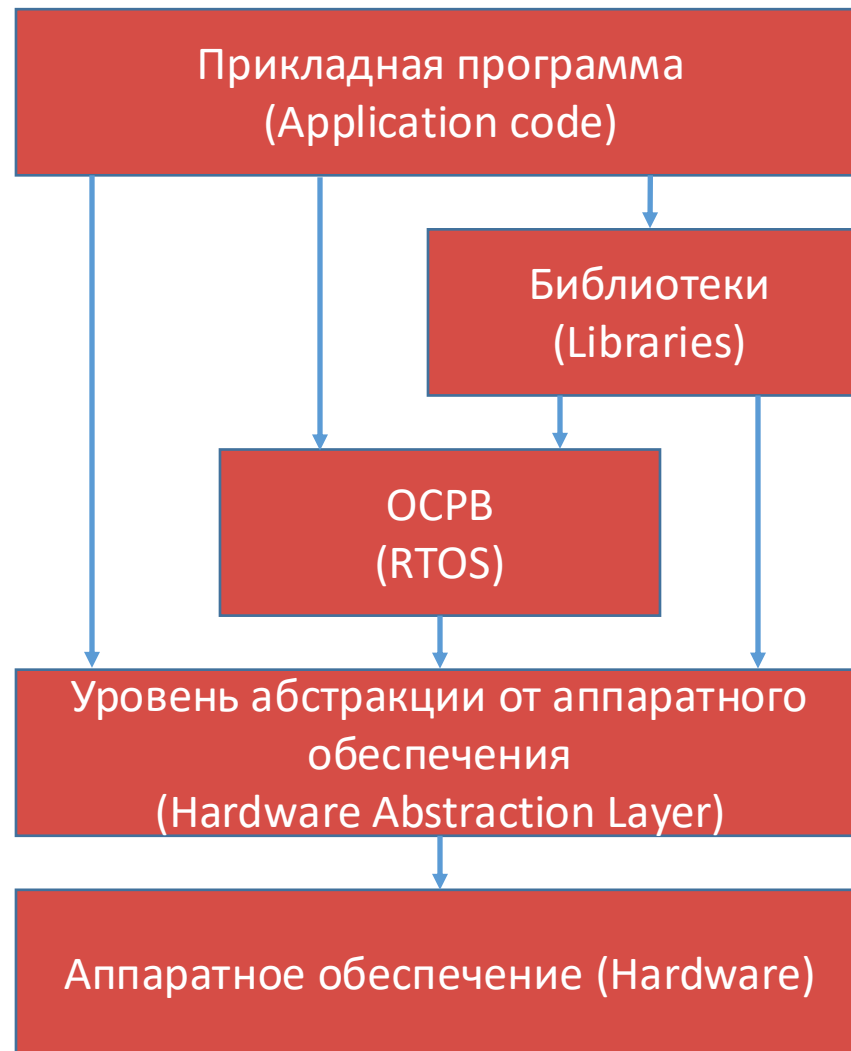 Прикладная программа
(Application code)
Библиотеки
(Libraries)
ОСРВ
(RTOS)
Уровень абстракции от аппаратного
обеспечения
(Hardware Abstraction Layer)
Аппаратное обеспечение (Hardware)